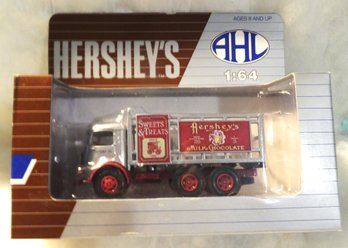 AGES 8 AND UP
HERSHEY'S
AHL
1:64
SWEETS
& TREATS
Hershey's
MILK CHOCOLATE